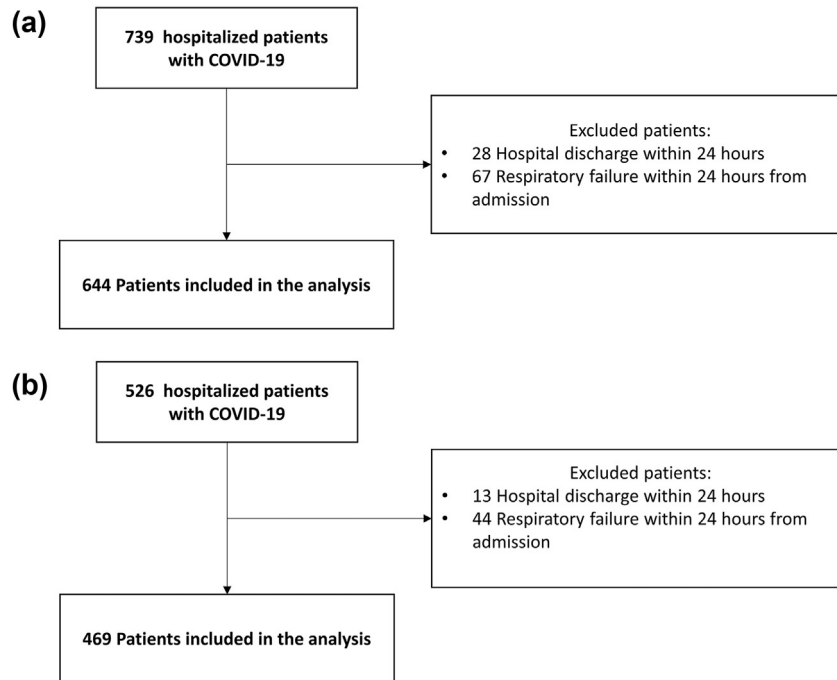 (a)
739 hospitalized patients
with COVID-19
Excluded patients:
• 28 Hospital discharge within 24 hours
• 67 Respiratory failure within 24 hours from
admission
644 Patients included in the analysis
(b)
526 hospitalized patients
with COVID-19
Excluded patients:
• 13 Hospital discharge within 24 hours
• 44 Respiratory failure within 24 hours from
admission
469 Patients included in the analysis